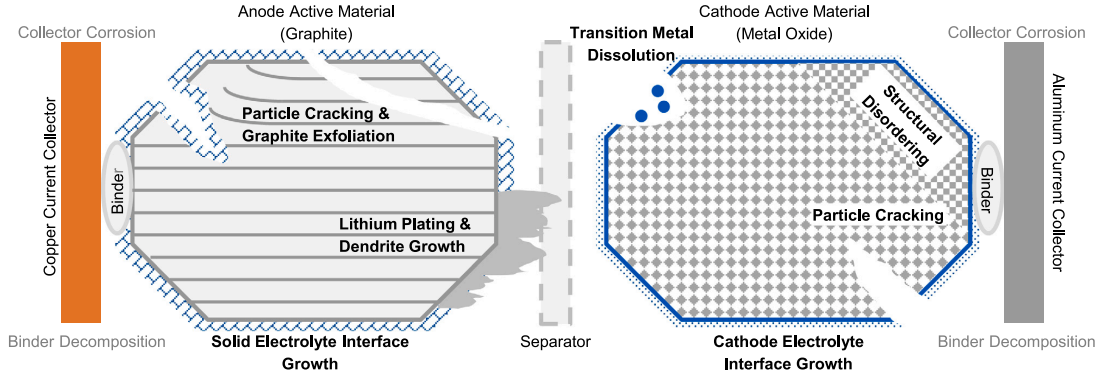 Anode Active Material
(Graphite)
Cathode Active Material
(Metal Oxide)
Collector Corrosion
Transition Metal
Dissolution
Collector Corrosion
Copper Current Collector
Binder
Particle Cracking &
Graphite Exfoliation
Lithium Plating &
Dendrite Growth
Structural
Disordering
Particle Cracking
Binder
Aluminum Current Collector
Binder Decomposition
Solid Electrolyte Interface
Growth
Separator
Cathode Electrolyte
Interface Growth
Binder Decomposition